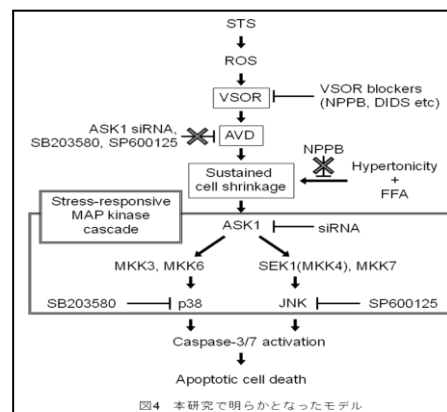 STS
ROS
VSOR
VSOR blockers
(NPPB, DIDS etc)
ASK1 siRNA,
SB203580, SP600125
AVD
NPPB
Sustained
cell shrinkage
Hypertonicity
+
FFA
Stress-responsive
MAP kinase
cascade
ASK1
siRNA
MKK3, MKK6
SEK1(MKK4), MKK7
SB203580
p38
JNK
SP600125
Caspase-3/7 activation
Apoptotic cell death
図4 本研究で明らかとなったモデル